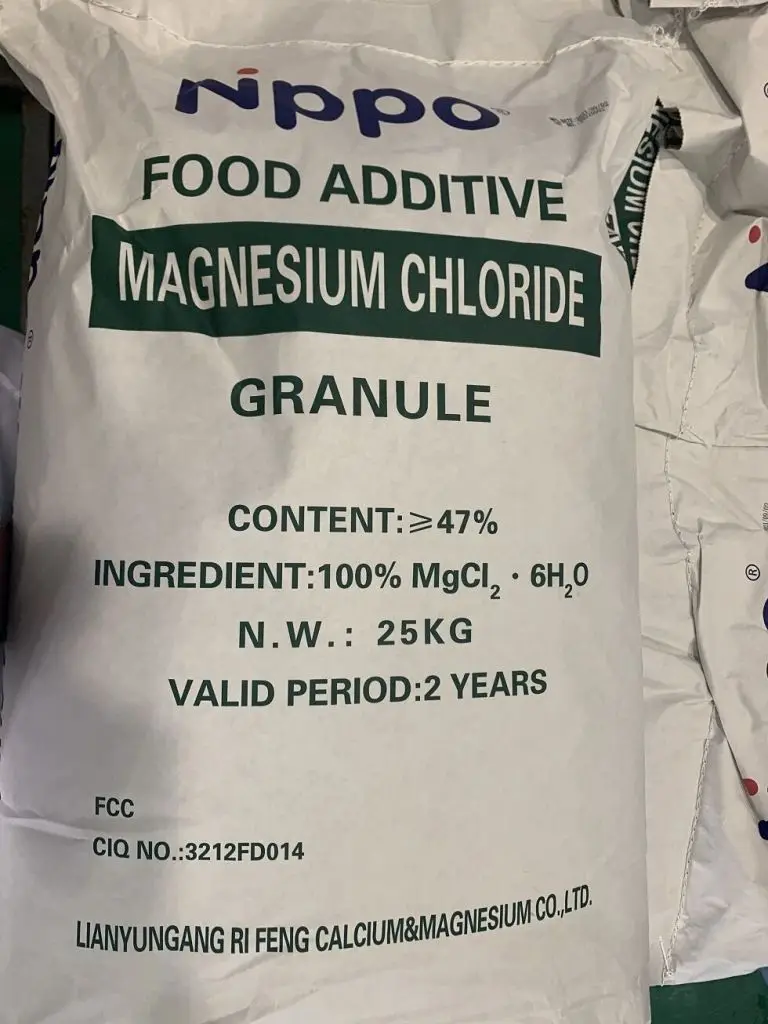 Nippo
FOOD ADDITIVE
MAGNESIUM CHLORIDE
GRANULE
CONTENT:⩾47%
INGREDIENT:100% MgCl₂·6H₂O
N.W.: 25KG
VALID PERIOD:2 YEARS
FCC
CIQ NO.:3212FD014
LIANYUNGANG RI FENG CALCIUM&MAGNESIUM CO.,LTD.
®